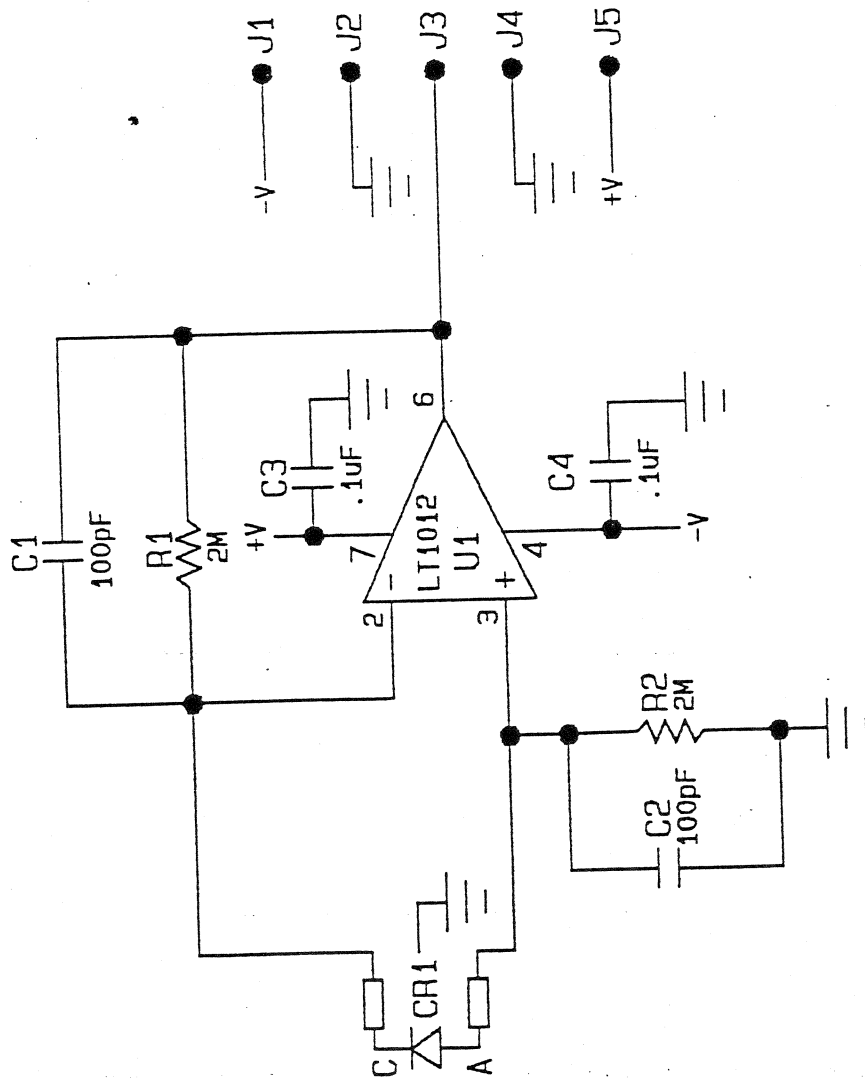 -V J1
J2
J3
J4
+V J5
C1
100pF
R1
2M
+V
C3
.1uF
7
2
-
LT1012
U1
6
3
+
4
C4
.1uF
-V
R2
2M
C2
100pF
C
CR1
A